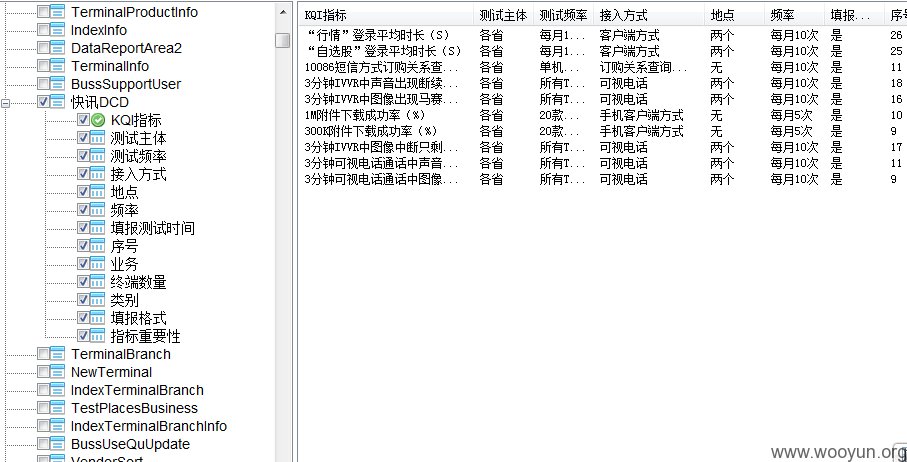 TerminalProductInfo
IndexInfo
DataReportArea2
TerminalInfo
BussSupportUser
快讯DCD
KQI指标
测试主体
测试频率
接入方式
地点
频率
填报测试时间
序号
业务
终端数量
类别
填报格式
指标重要性
TerminalBranch
NewTerminal
IndexTerminalBranch
TestPlacesBusiness
IndexTerminalBranchInfo
BussUseQuUpdate
VendorSort
KQI指标 测试主体 测试频率 接入方式 地点 频率 填报... 序号
“行情”登录平均时长（S） 各省 每月1... 客户端方式 两个 每月10次 是 26
“自选股”登录平均时长（S） 各省 每月1... 客户端方式 两个 每月10次 是 25
10086短信方式订购关系查... 各省 单机... 订购关系查询... 无 每月10次 是 11
3分钟IVVR中声音出现断续... 各省 所有T... 可视电话 两个 每月10次 是 18
3分钟IVVR中图像出现马赛... 各省 所有T... 可视电话 两个 每月10次 是 16
1M附件下载成功率（%） 各省 20款... 手机客户端方式 无 每月5次 是 10
300K附件下载成功率（%） 各省 20款... 手机客户端方式 无 每月5次 是 9
3分钟IVVR中图像中断只剩... 各省 所有T... 可视电话 两个 每月10次 是 17
3分钟可视电话通话中声音... 各省 所有T... 可视电话 两个 每月10次 是 11
3分钟可视电话通话中图像... 各省 所有T... 可视电话 两个 每月10次 是 9
www.wooyun.org